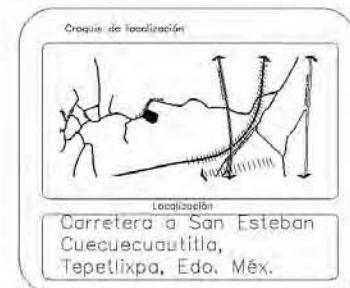 Croquis de localización
Localización
Carretera a San Esteban
Cuecuecuautitla,
Tepetlixpa, Edo. Méx.